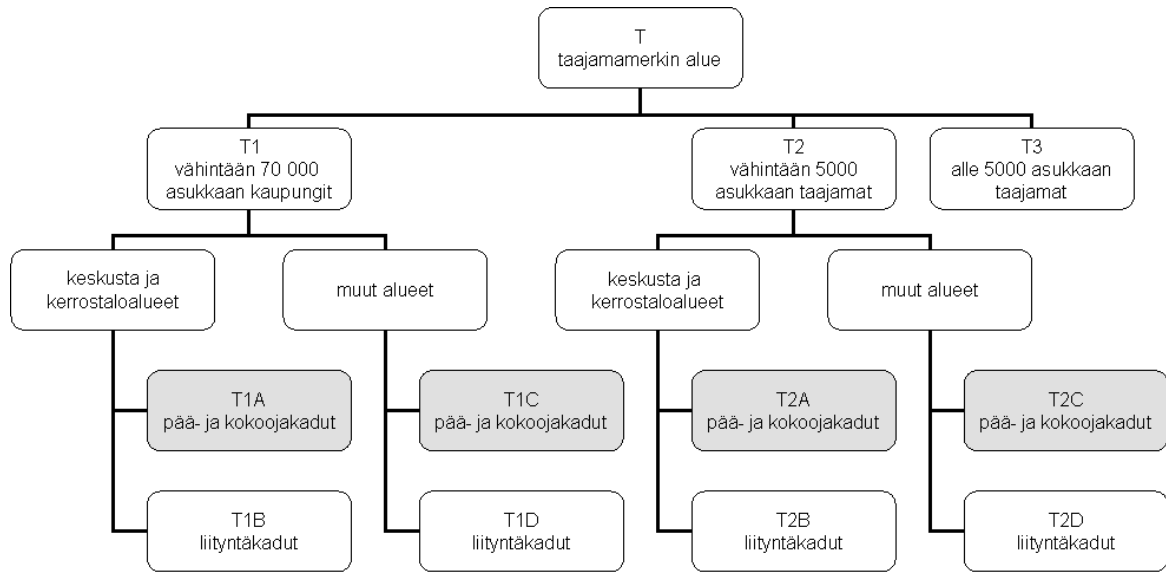 T
taajamamerkin alue
T1
vähintään 70 000
asukkaan kaupungit
T2
vähintään 5000
asukkaan taajamat
T3
alle 5000 asukkaan
taajamat
keskusta ja
kerrostaloalueet
muut alueet
keskusta ja
kerrostaloalueet
muut alueet
T1A
pää- ja kokoojakadut
T1C
pää- ja kokoojakadut
T2A
pää- ja kokoojakadut
T2C
pää- ja kokoojakadut
T1B
liityntäkadut
T1D
liityntäkadut
T2B
liityntäkadut
T2D
liityntäkadut